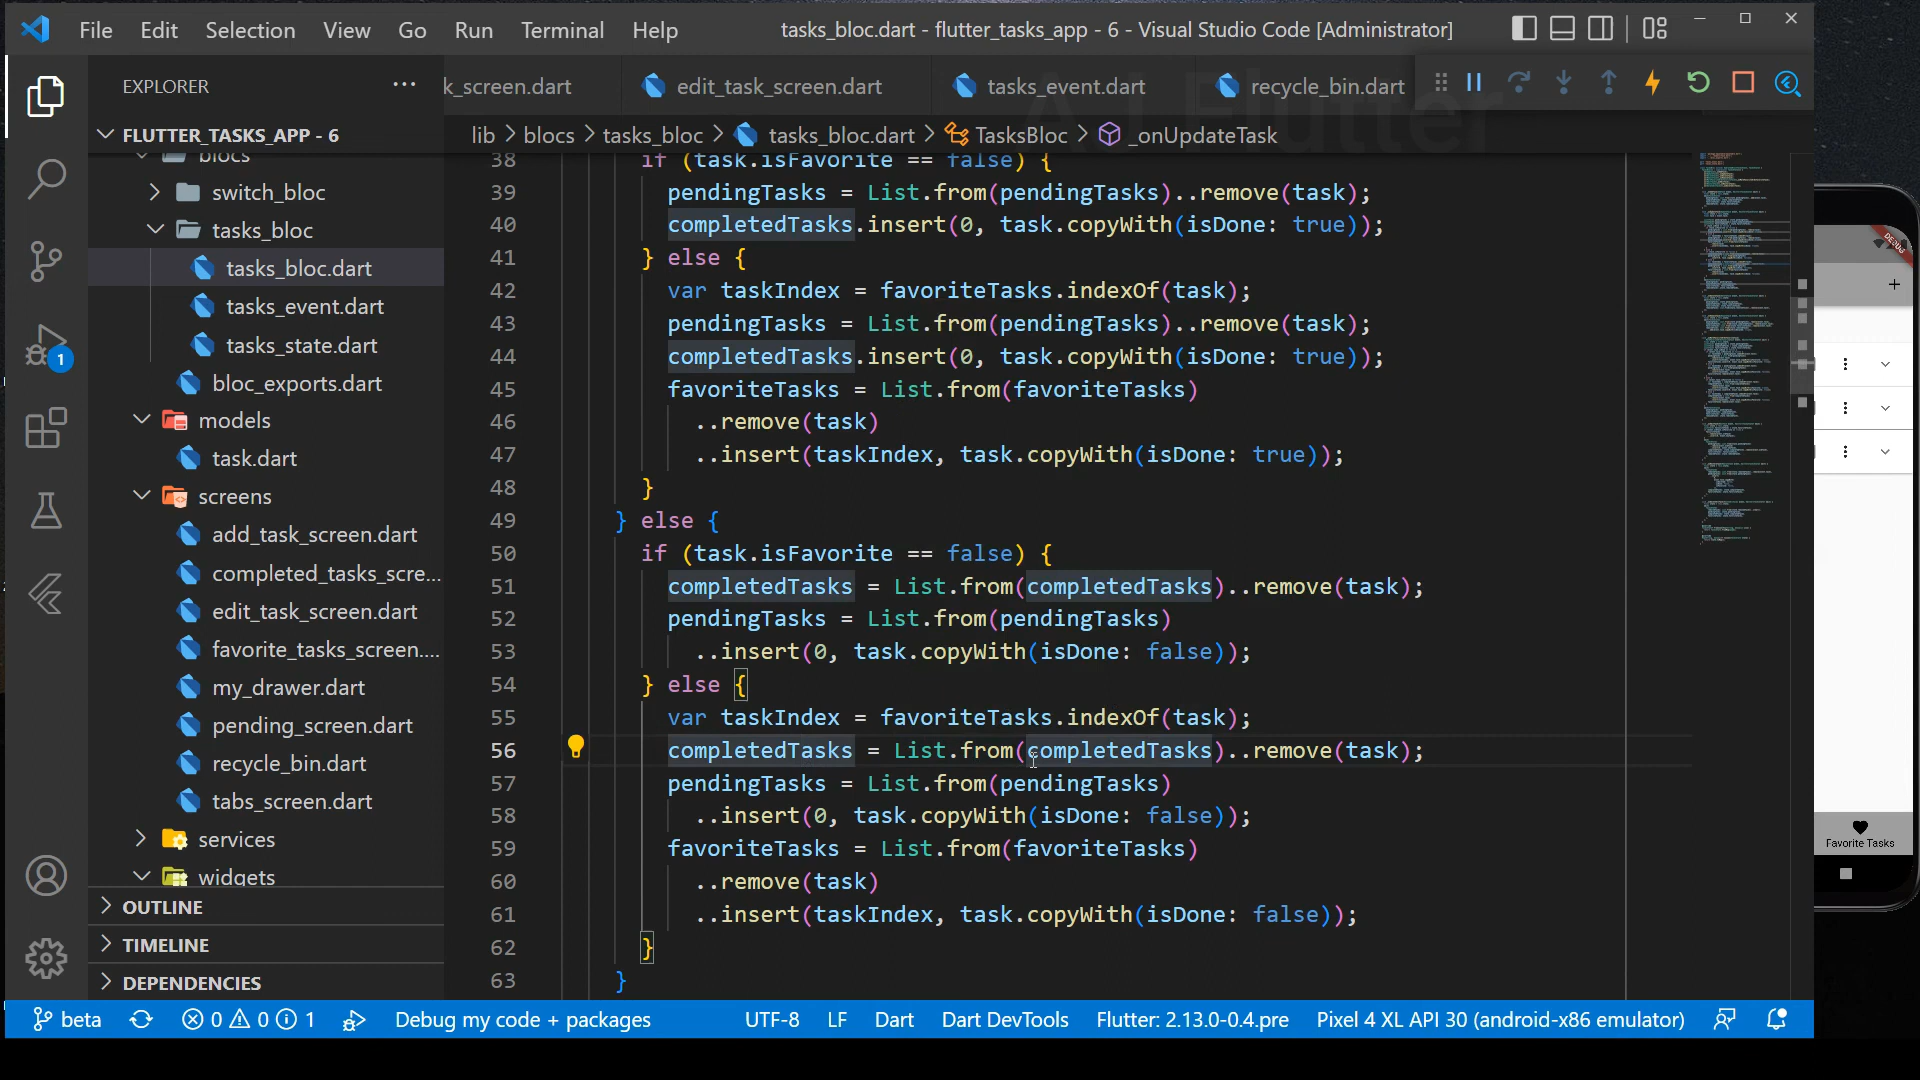 File Edit Selection View Go Run Terminal Help
tasks_bloc.dart - flutter_tasks_app - 6 - Visual Studio Code [Administrator]
EXPLORER
k_screen.dart
edit_task_screen.dart
tasks_event.dart
recycle_bin.dart
A.J Flutter
FLUTTER_TASKS_APP - 6
lib > blocs > tasks_bloc > tasks_bloc.dart > TasksBloc > _onUpdateTask
blocs
switch_bloc
tasks_bloc
tasks_bloc.dart
tasks_event.dart
tasks_state.dart
bloc_exports.dart
models
task.dart
screens
add_task_screen.dart
completed_tasks_scre...
edit_task_screen.dart
favorite_tasks_screen....
my_drawer.dart
pending_screen.dart
recycle_bin.dart
tabs_screen.dart
services
widgets
OUTLINE
TIMELINE
DEPENDENCIES
1
38 if (task.isFavorite == false) {
39 pendingTasks = List.from(pendingTasks)..remove(task);
40 completedTasks.insert(0, task.copyWith(isDone: true));
41 } else {
42 var taskIndex = favoriteTasks.indexOf(task);
43 pendingTasks = List.from(pendingTasks)..remove(task);
44 completedTasks.insert(0, task.copyWith(isDone: true));
45 favoriteTasks = List.from(favoriteTasks)
46 ..remove(task)
47 ..insert(taskIndex, task.copyWith(isDone: true));
48 }
49 } else {
50 if (task.isFavorite == false) {
51 completedTasks = List.from(completedTasks)..remove(task);
52 pendingTasks = List.from(pendingTasks)
53 ..insert(0, task.copyWith(isDone: false));
54 } else {
55 var taskIndex = favoriteTasks.indexOf(task);
56 completedTasks = List.from(completedTasks)..remove(task);
57 pendingTasks = List.from(pendingTasks)
58 ..insert(0, task.copyWith(isDone: false));
59 favoriteTasks = List.from(favoriteTasks)
60 ..remove(task)
61 ..insert(taskIndex, task.copyWith(isDone: false));
62 }
63 }
DEBUG
Favorite Tasks
beta
0 0 1
Debug my code + packages
UTF-8 LF Dart Dart DevTools Flutter: 2.13.0-0.4.pre Pixel 4 XL API 30 (android-x86 emulator)